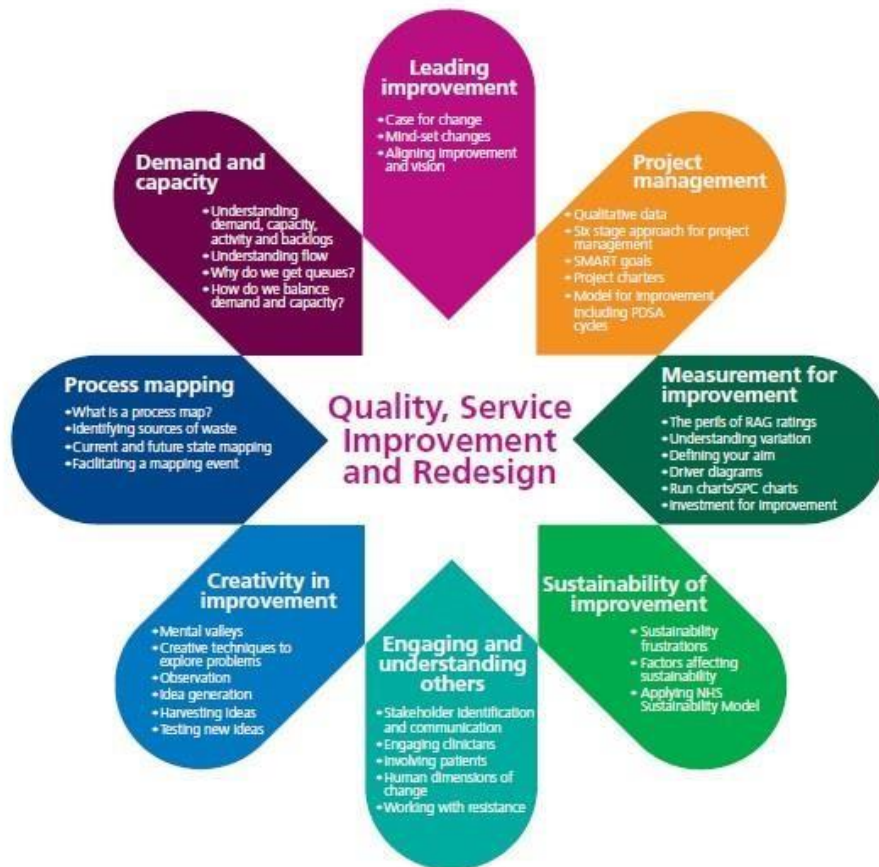 Leading
improvement
•Case for change
•Mind-set changes
•Aligning improvement
and vision
Project
management
•Qualitative data
•Six stage approach for project
management
•SMART goals
•Project charters
•Model for improvement
including PDSA
cycles
Measurement for
improvement
•The perils of RAG ratings
•Understanding variation
•Defining your aim
•Driver diagrams
•Run charts/SPC charts
•Investment for improvement
Sustainability of
improvement
•Sustainability
frustrations
•Factors affecting
sustainability
•Applying NHS
Sustainability Model
Engaging and
understanding
others
•Stakeholder identification
and communication
•Engaging clinicians
•Involving patients
•Human dimensions of
change
•Working with resistance
Creativity in
improvement
•Mental valleys
•Creative techniques to
explore problems
•Observation
•Idea generation
•Harvesting ideas
•Testing new ideas
Process mapping
•What is a process map?
•Identifying sources of waste
•Current and future state mapping
•Facilitating a mapping event
Demand and
capacity
•Understanding
demand, capacity,
activity and backlogs
•Understanding flow
•Why do we get queues?
•How do we balance
demand and capacity?
Quality, Service
Improvement
and Redesign